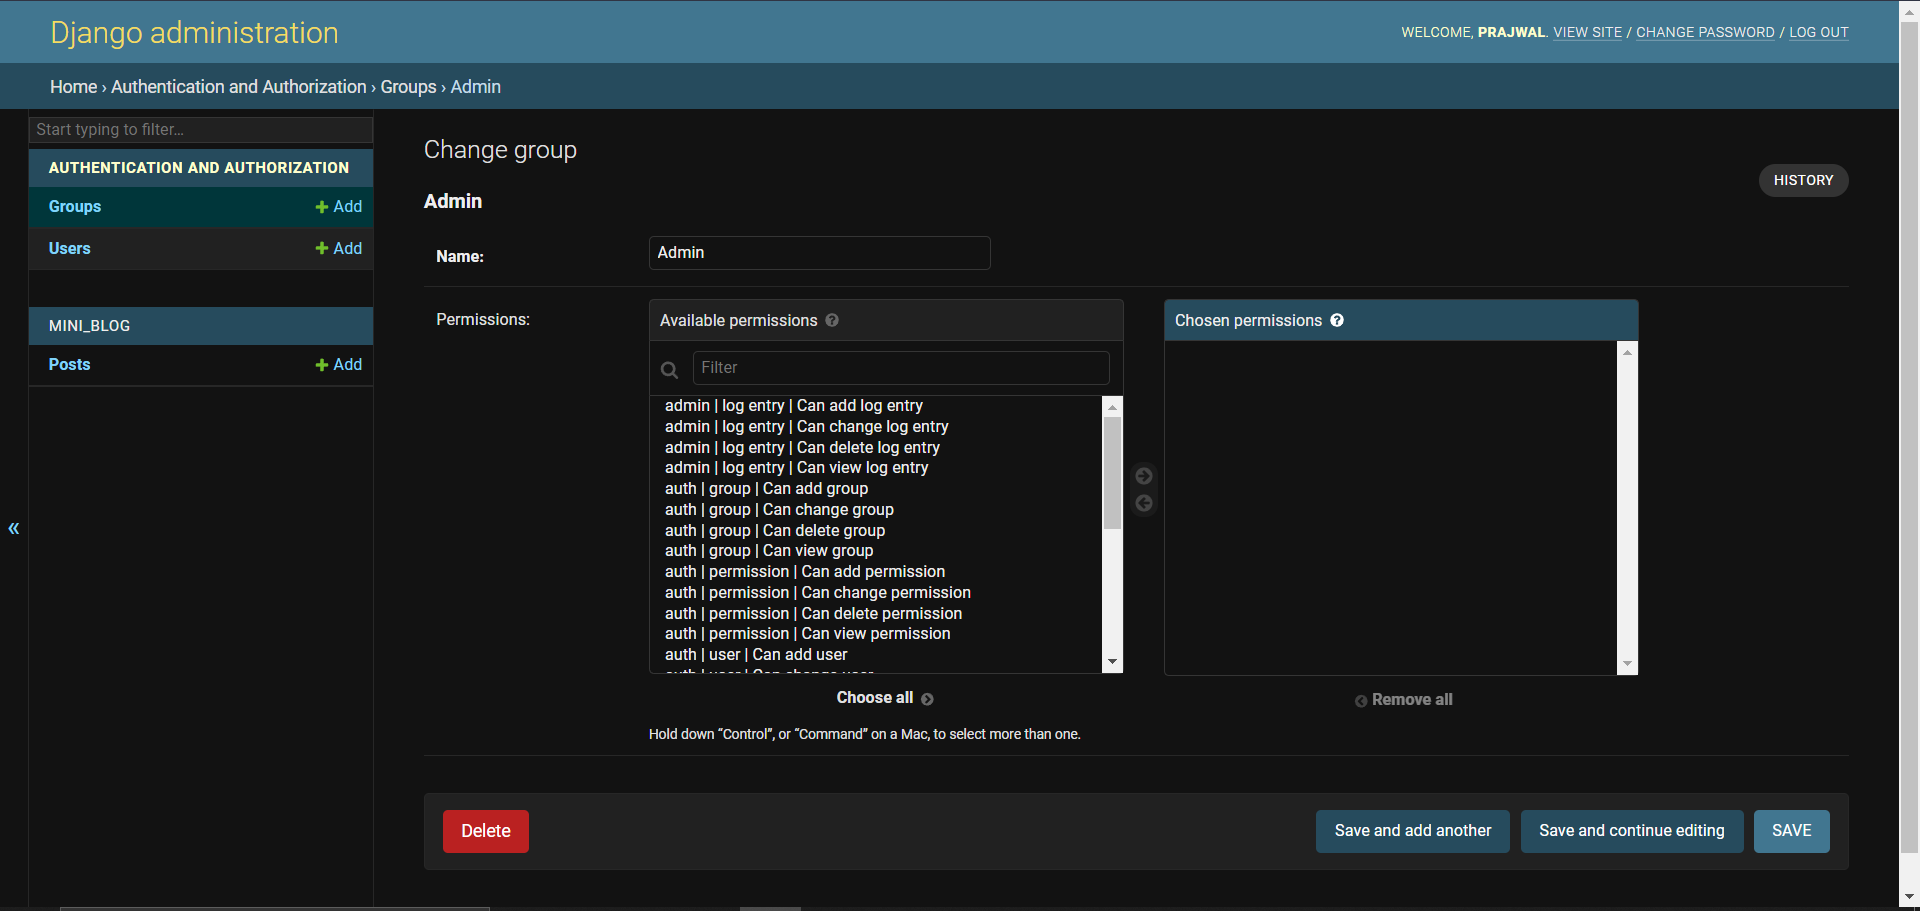 Django administration
WELCOME, PRAJWAL. VIEW SITE / CHANGE PASSWORD / LOG OUT
Home › Authentication and Authorization › Groups › Admin
Start typing to filter...
AUTHENTICATION AND AUTHORIZATION
Groups
+ Add
Users
+ Add
MINI_BLOG
Posts
+ Add
«
Change group
HISTORY
Admin
Name:
Admin
Permissions:
Available permissions ?
Filter
admin | log entry | Can add log entry
admin | log entry | Can change log entry
admin | log entry | Can delete log entry
admin | log entry | Can view log entry
auth | group | Can add group
auth | group | Can change group
auth | group | Can delete group
auth | group | Can view group
auth | permission | Can add permission
auth | permission | Can change permission
auth | permission | Can delete permission
auth | permission | Can view permission
auth | user | Can add user
auth | user | Can change user
Choose all
Chosen permissions ?
Remove all
Hold down “Control”, or “Command” on a Mac, to select more than one.
Delete
Save and add another
Save and continue editing
SAVE